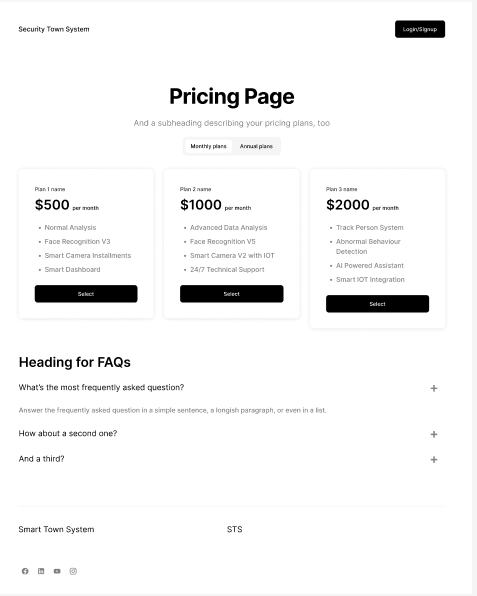 Security Town System
Login/Signup
Pricing Page
And a subheading describing your pricing plans, too
Monthly plans
Annual plans
Plan 1 name
$500 per month
• Normal Analysis
• Face Recognition V3
• Smart Camera Installments
• Smart Dashboard
Select
Plan 2 name
$1000 per month
• Advanced Data Analysis
• Face Recognition V5
• Smart Camera V2 with IOT
• 24/7 Technical Support
Select
Plan 3 name
$2000 per month
• Track Person System
• Abnormal Behaviour
Detection
• AI Powered Assistant
• Smart IOT Integration
Select
Heading for FAQs
What's the most frequently asked question?
Answer the frequently asked question in a simple sentence, a longish paragraph, or even in a list.
How about a second one?
And a third?
Smart Town System
STS